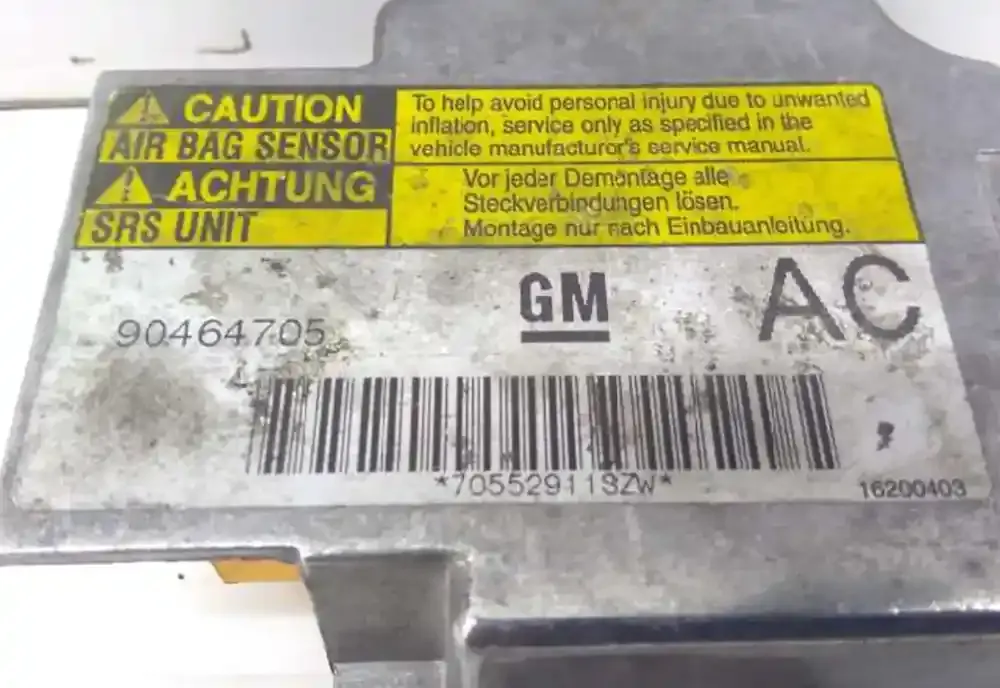 CAUTION
AIR BAG SENSOR
To help avoid personal injury due to unwanted
inflation, service only as specified in the
vehicle manufacturer's service manual.
ACHTUNG
SRS UNIT
Vor jeder Demontage alle
Steckverbindungen lösen.
Montage nur nach Einbauanleitung.
90464705
GM
AC
*705529113ZW*
16200403